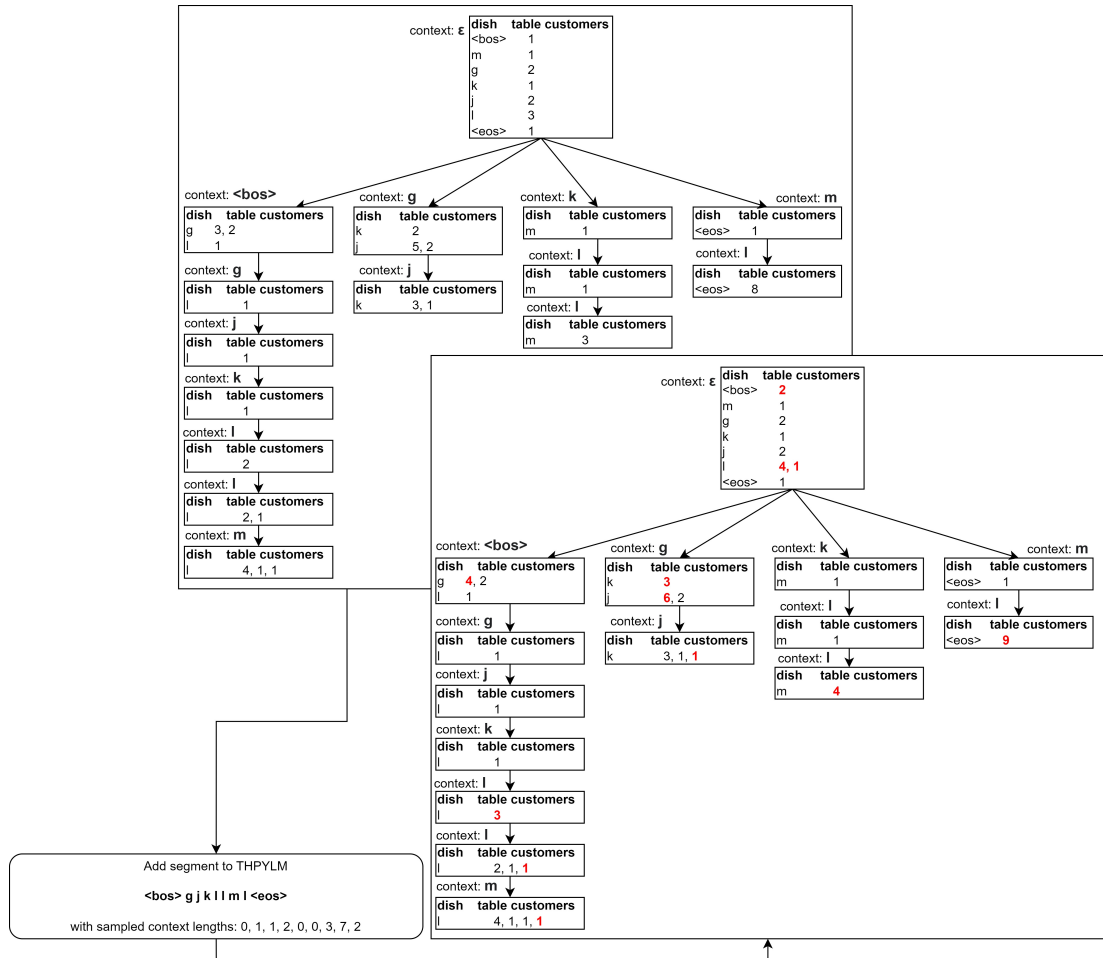 context: ε
dish table customers
<bos> 1
m 1
g 2
k 1
j 2
l 3
<eos> 1
context: <bos>
dish table customers
g 3, 2
l 1
context: g
dish table customers
l 1
context: j
dish table customers
l 1
context: k
dish table customers
l 1
context: l
dish table customers
l 2
context: l
dish table customers
l 2, 1
context: m
dish table customers
l 4, 1, 1
context: g
dish table customers
k 2
j 5, 2
context: j
dish table customers
k 3, 1
context: k
dish table customers
m 1
context: l
dish table customers
m 1
context: l
dish table customers
m 3
context: m
dish table customers
<eos> 1
context: l
dish table customers
<eos> 8
Add segment to THPYLM
<bos> g j k l l m l <eos>
with sampled context lengths: 0, 1, 1, 2, 0, 0, 3, 7, 2
context: ε
dish table customers
<bos> 2
m 1
g 2
k 1
j 2
l 4, 1
<eos> 1
context: <bos>
dish table customers
g 4, 2
l 1
context: g
dish table customers
l 1
context: j
dish table customers
l 1
context: k
dish table customers
l 1
context: l
dish table customers
l 3
context: l
dish table customers
l 2, 1, 1
context: m
dish table customers
l 4, 1, 1, 1
context: g
dish table customers
k 3
j 6, 2
context: j
dish table customers
k 3, 1, 1
context: k
dish table customers
m 1
context: l
dish table customers
m 1
context: l
dish table customers
m 4
context: m
dish table customers
<eos> 1
context: l
dish table customers
<eos> 9